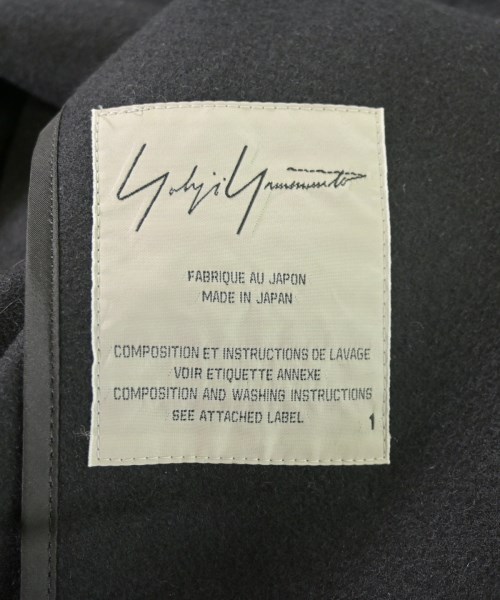 Yohji Yamamoto
FABRIQUE AU JAPON
MADE IN JAPAN
COMPOSITION ET INSTRUCTIONS DE LAVAGE
VOIR ETIQUETTE ANNEXE
COMPOSITION AND WASHING INSTRUCTIONS
SEE ATTACHED LABEL
1